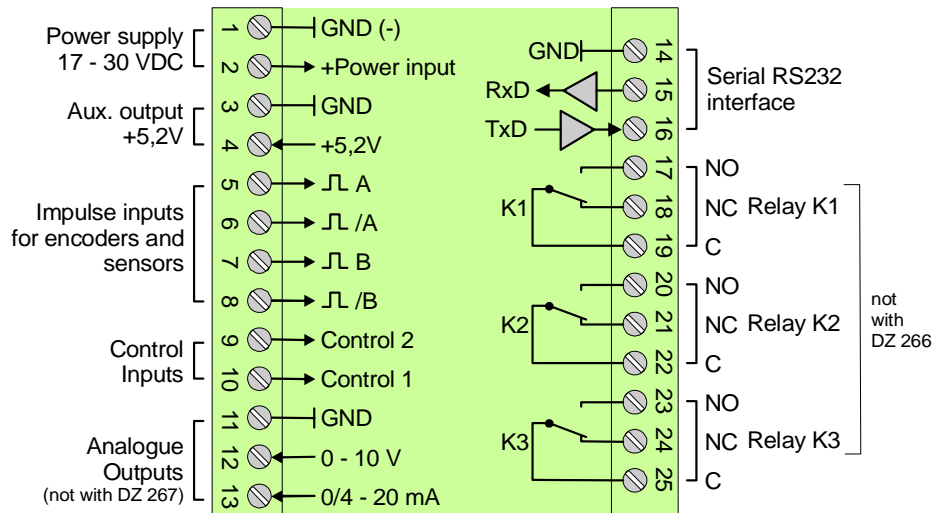 Power supply
17 - 30 VDC
Aux. output
+5,2V
Impulse inputs
for encoders and
sensors
Control
Inputs
Analogue
Outputs
(not with DZ 267)
1 GND (-)
2 +Power input
3 GND
4 +5,2V
5 A
6 /A
7 B
8 /B
9 Control 2
10 Control 1
11 GND
12 0 - 10 V
13 0/4 - 20 mA
GND 14
RxD 15
TxD 16
Serial RS232
interface
17 NO
K1 18 NC Relay K1
19 C
20 NO
K2 21 NC Relay K2
22 C
23 NO
K3 24 NC Relay K3
25 C
not
with
DZ 266